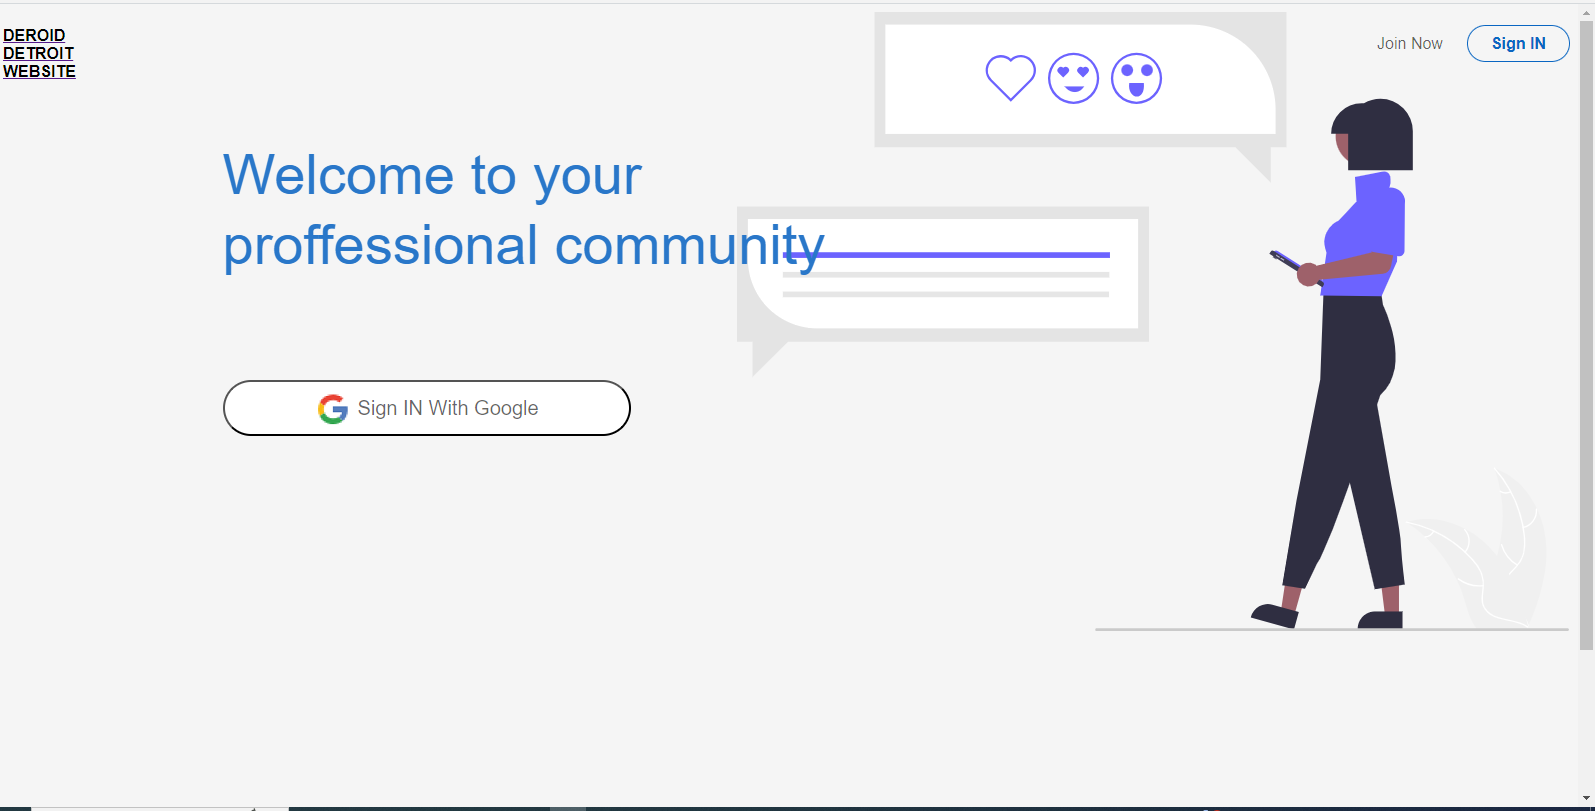 DEROID
DETROIT
WEBSITE
Join Now
Sign IN
Welcome to your
proffessional community
Sign IN With Google